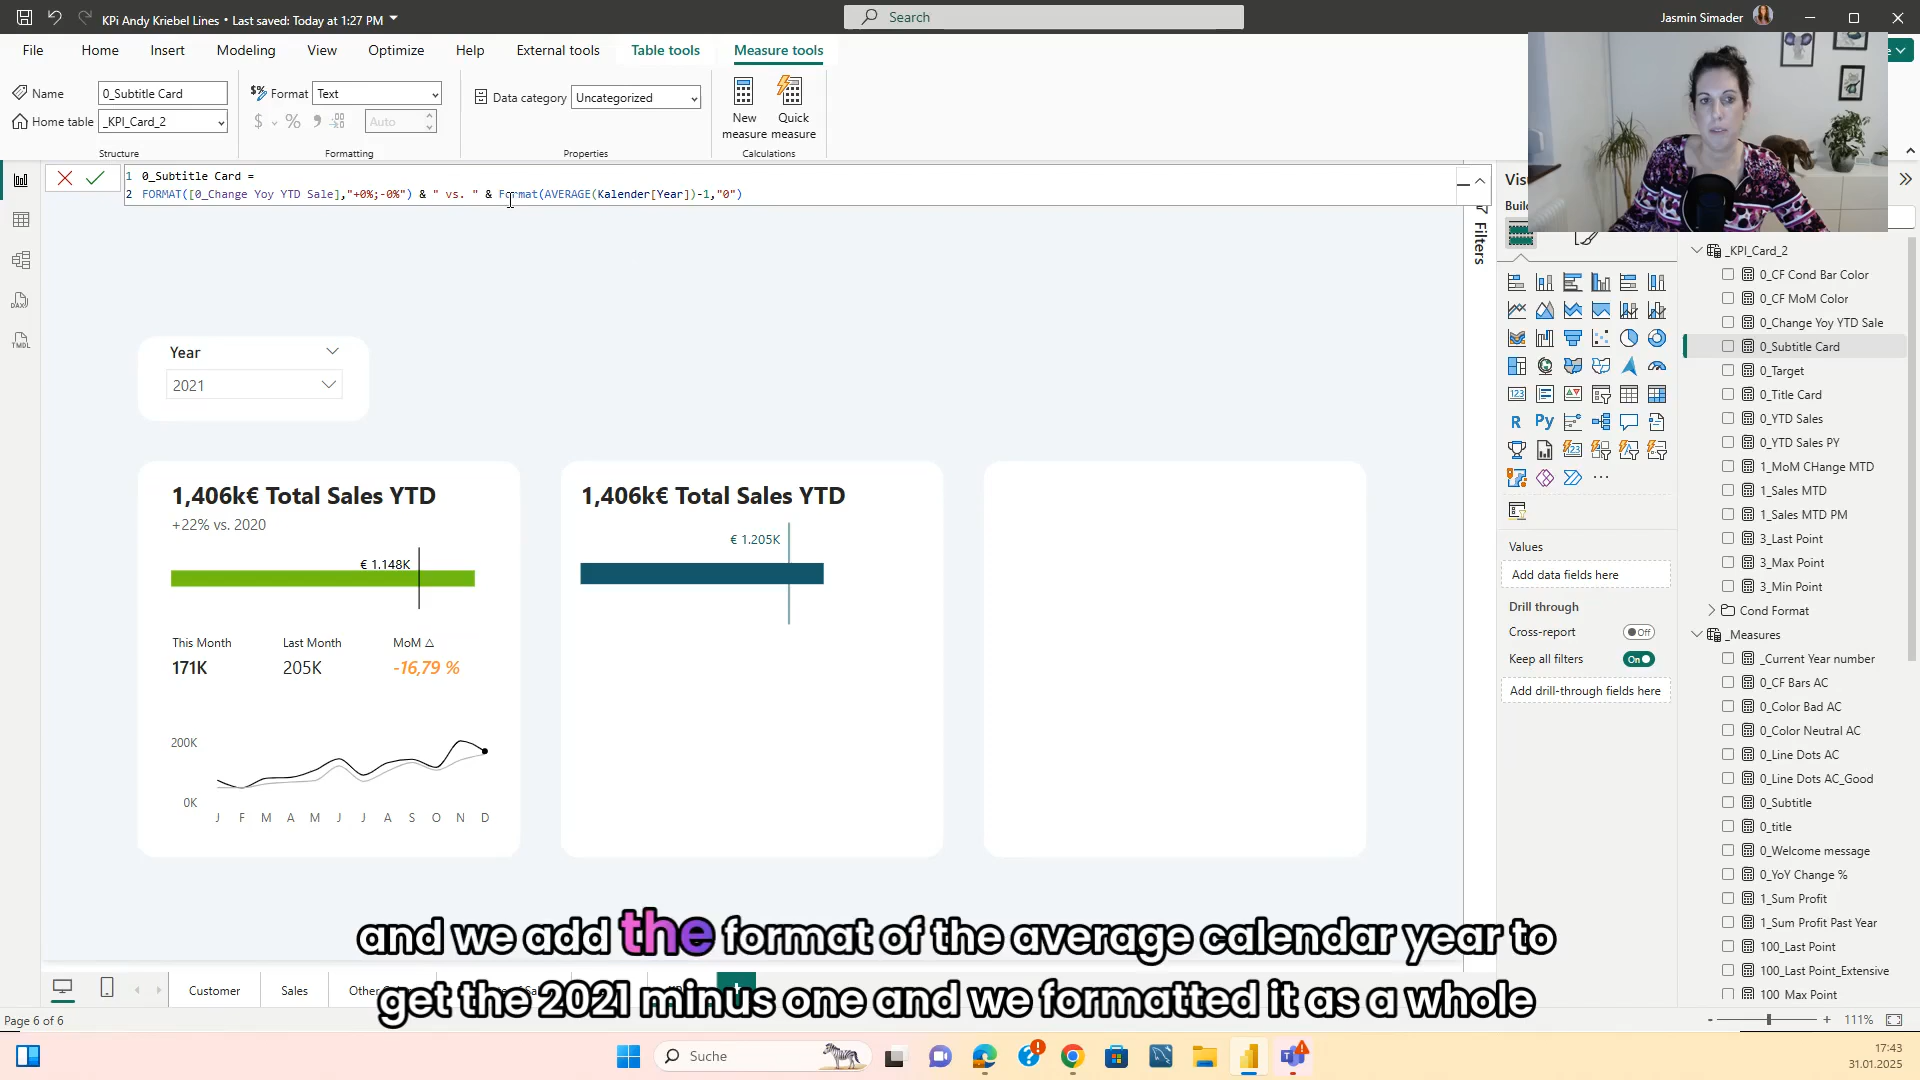 KPi Andy Kriebel Lines • Last saved: Today at 1:27 PM
Search
Jasmin Simader
File Home Insert Modeling View Optimize Help External tools Table tools Measure tools
Name 0_Subtitle Card
Home table _KPI_Card_2
Structure
Format Text
$ % Auto
Formatting
Data category Uncategorized
Properties
New measure
Quick measure
Calculations
1 0_Subtitle Card =
2 FORMAT([0_Change Yoy YTD Sale],"+0%;-0%") & " vs. " & Format(AVERAGE(Kalender[Year])-1,"0")
DAX
TMDL
Year
2021
1,406k€ Total Sales YTD
+22% vs. 2020
€ 1.148K
This Month Last Month MoM △
171K 205K -16,79 %
200K
0K
J F M A M J J A S O N D
1,406k€ Total Sales YTD
€ 1.205K
Filters
Build
R Py
123
Values
Add data fields here
Drill through
Cross-report Off
Keep all filters On
Add drill-through fields here
_KPI_Card_2
0_CF Cond Bar Color
0_CF MoM Color
0_Change Yoy YTD Sale
0_Subtitle Card
0_Target
0_Title Card
0_YTD Sales
0_YTD Sales PY
1_MoM CHange MTD
1_Sales MTD
1_Sales MTD PM
3_Last Point
3_Max Point
3_Min Point
Cond Format
_Measures
_Current Year number
0_CF Bars AC
0_Color Bad AC
0_Color Neutral AC
0_Line Dots AC
0_Line Dots AC_Good
0_Subtitle
0_title
0_Welcome message
0_YoY Change %
1_Sum Profit
1_Sum Profit Past Year
100_Last Point
100_Last Point_Extensive
100 Max Point
and we add the format of the average calendar year to
get the 2021 minus one and we formatted it as a whole
Customer Sales
Page 6 of 6
- + 111%
Suche
17:43
31.01.2025